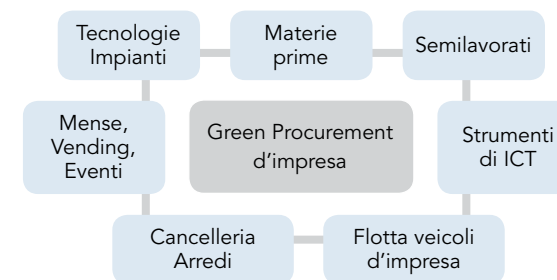 Tecnologie
Impianti
Materie
prime
Semilavorati
Mense,
Vending,
Eventi
Green Procurement
d’impresa
Strumenti
di ICT
Cancelleria
Arredi
Flotta veicoli
d’impresa